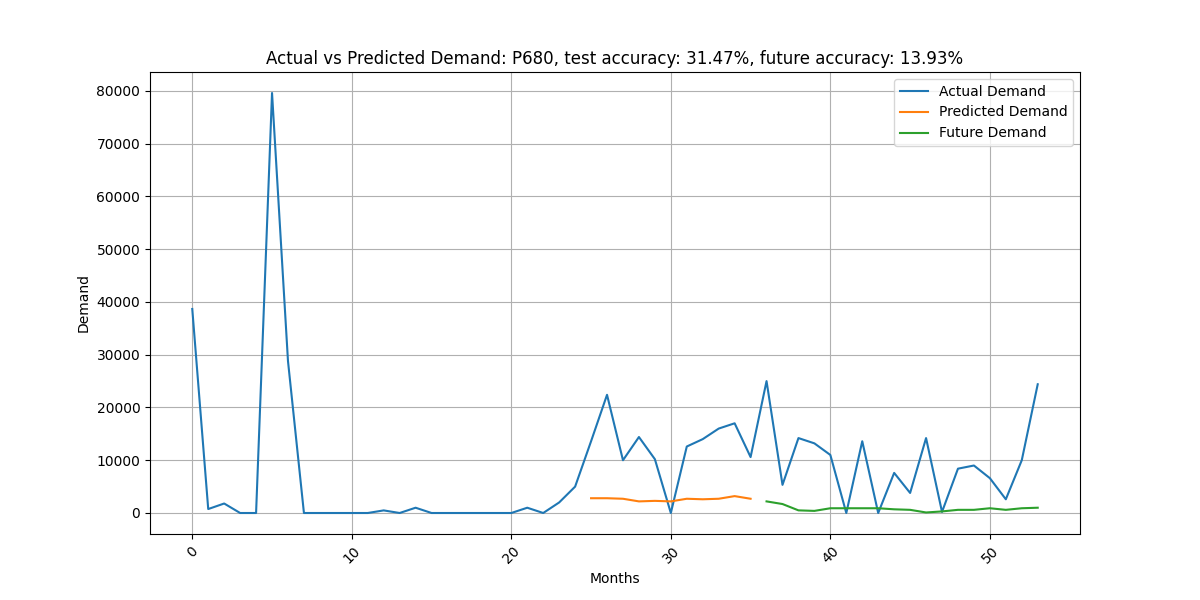 Actual vs Predicted Demand: P680, test accuracy: 31.47%, future accuracy: 13.93%
Actual Demand
Predicted Demand
Future Demand
Demand
80000
70000
60000
50000
40000
30000
20000
10000
0
0 10 20 30 40 50
Months